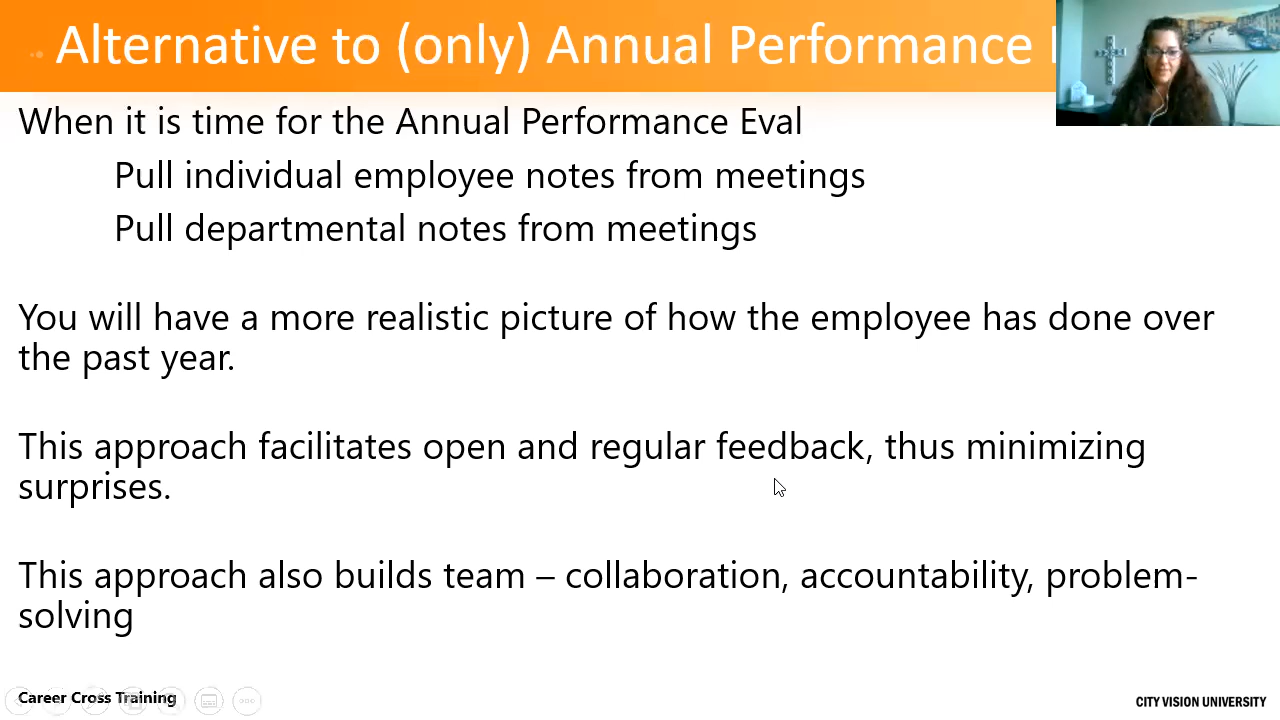 Alternative to (only) Annual Performance
When it is time for the Annual Performance Eval
Pull individual employee notes from meetings
Pull departmental notes from meetings
You will have a more realistic picture of how the employee has done over
the past year.
This approach facilitates open and regular feedback, thus minimizing
surprises.
This approach also builds team – collaboration, accountability, problem-
solving
Career Cross Training
CITY VISION UNIVERSITY